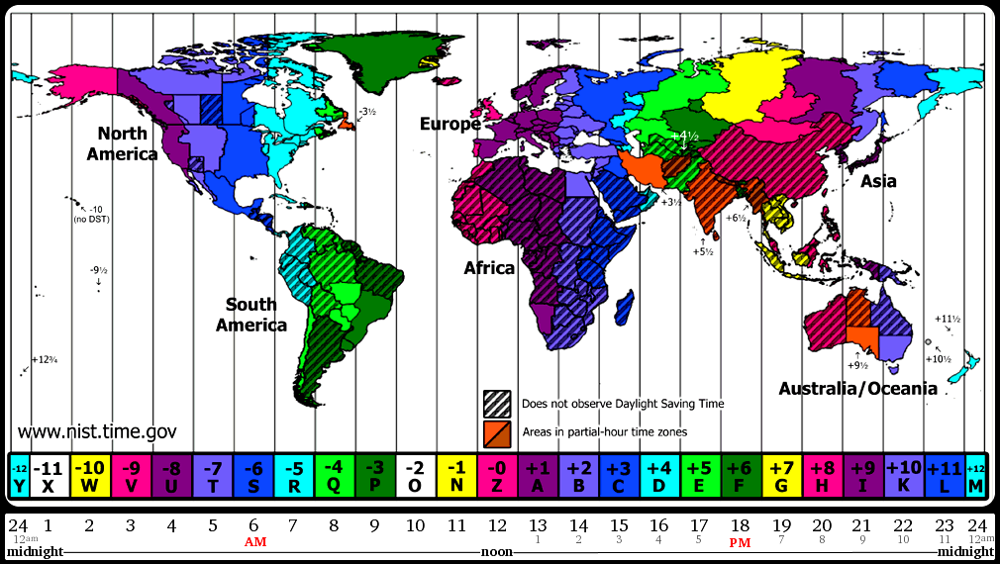 -3½
North
America
Europe
+4½
Asia
-10
(no DST)
+3½
+6½
+5½
-9½
Africa
South
America
+12¾
+11½
+10½
+9½
Australia/Oceania
Does not observe Daylight Saving Time
Areas in partial-hour time zones
www.nist.time.gov
-12 -11 -10 -9 -8 -7 -6 -5 -4 -3 -2 -1 -0 +1 +2 +3 +4 +5 +6 +7 +8 +9 +10 +11 +12
Y X W V U T S R Q P O N Z A B C D E F G H I K L M
24 1 2 3 4 5 6 7 8 9 10 11 12 13 14 15 16 17 18 19 20 21 22 23 24
12am 1 2 3 4 5 6 7 8 9 10 11 12am
AM PM
midnight noon midnight